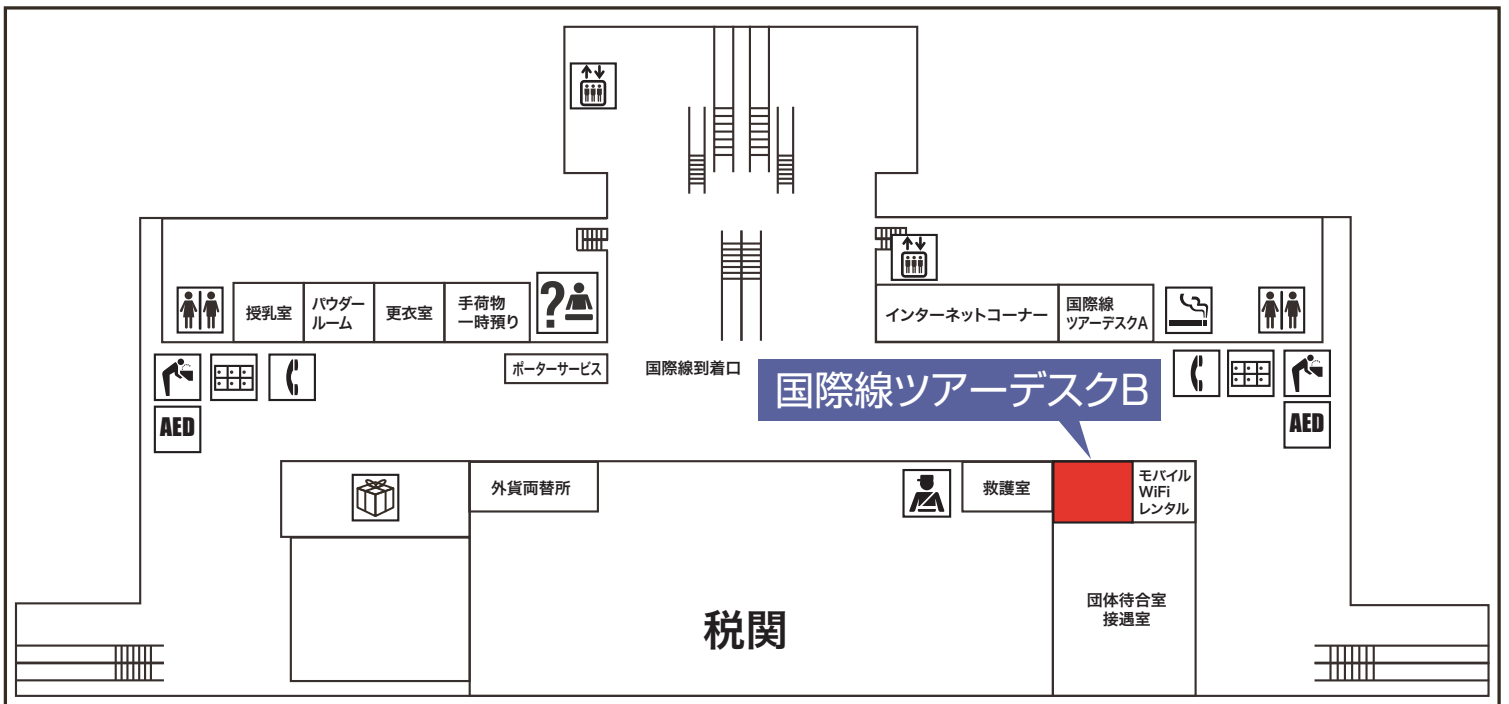 授乳室
パウダー
ルーム
更衣室
手荷物
一時預り
?
インターネットコーナー
国際線
ツアーデスクA
ポーターサービス
国際線到着口
国際線ツアーデスクB
AED
AED
外貨両替所
救護室
モバイル
WiFi
レンタル
税関
団体待合室
接遇室